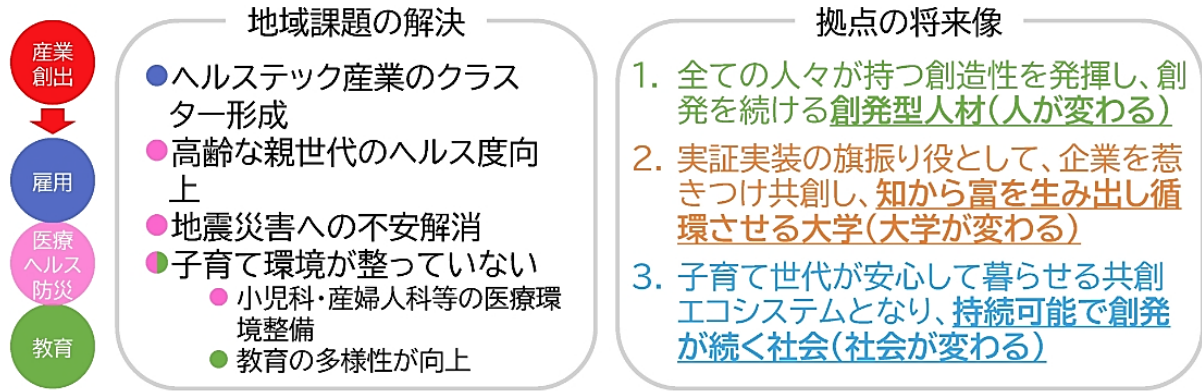 産業
創出
雇用
医療
ヘルス
防災
教育
地域課題の解決
●ヘルステック産業のクラス
ター形成
●高齢な親世代のヘルス度向
上
●地震災害への不安解消
●子育て環境が整っていない
●小児科・産婦人科等の医療環
境整備
●教育の多様性が向上
拠点の将来像
1. 全ての人々が持つ創造性を発揮し、創
発を続ける創発型人材(人が変わる)
2. 実証実装の旗振り役として、企業を惹
きつけ共創し、知から富を生み出し循
環させる大学(大学が変わる)
3. 子育て世代が安心して暮らせる共創
エコシステムとなり、持続可能で創発
が続く社会(社会が変わる)